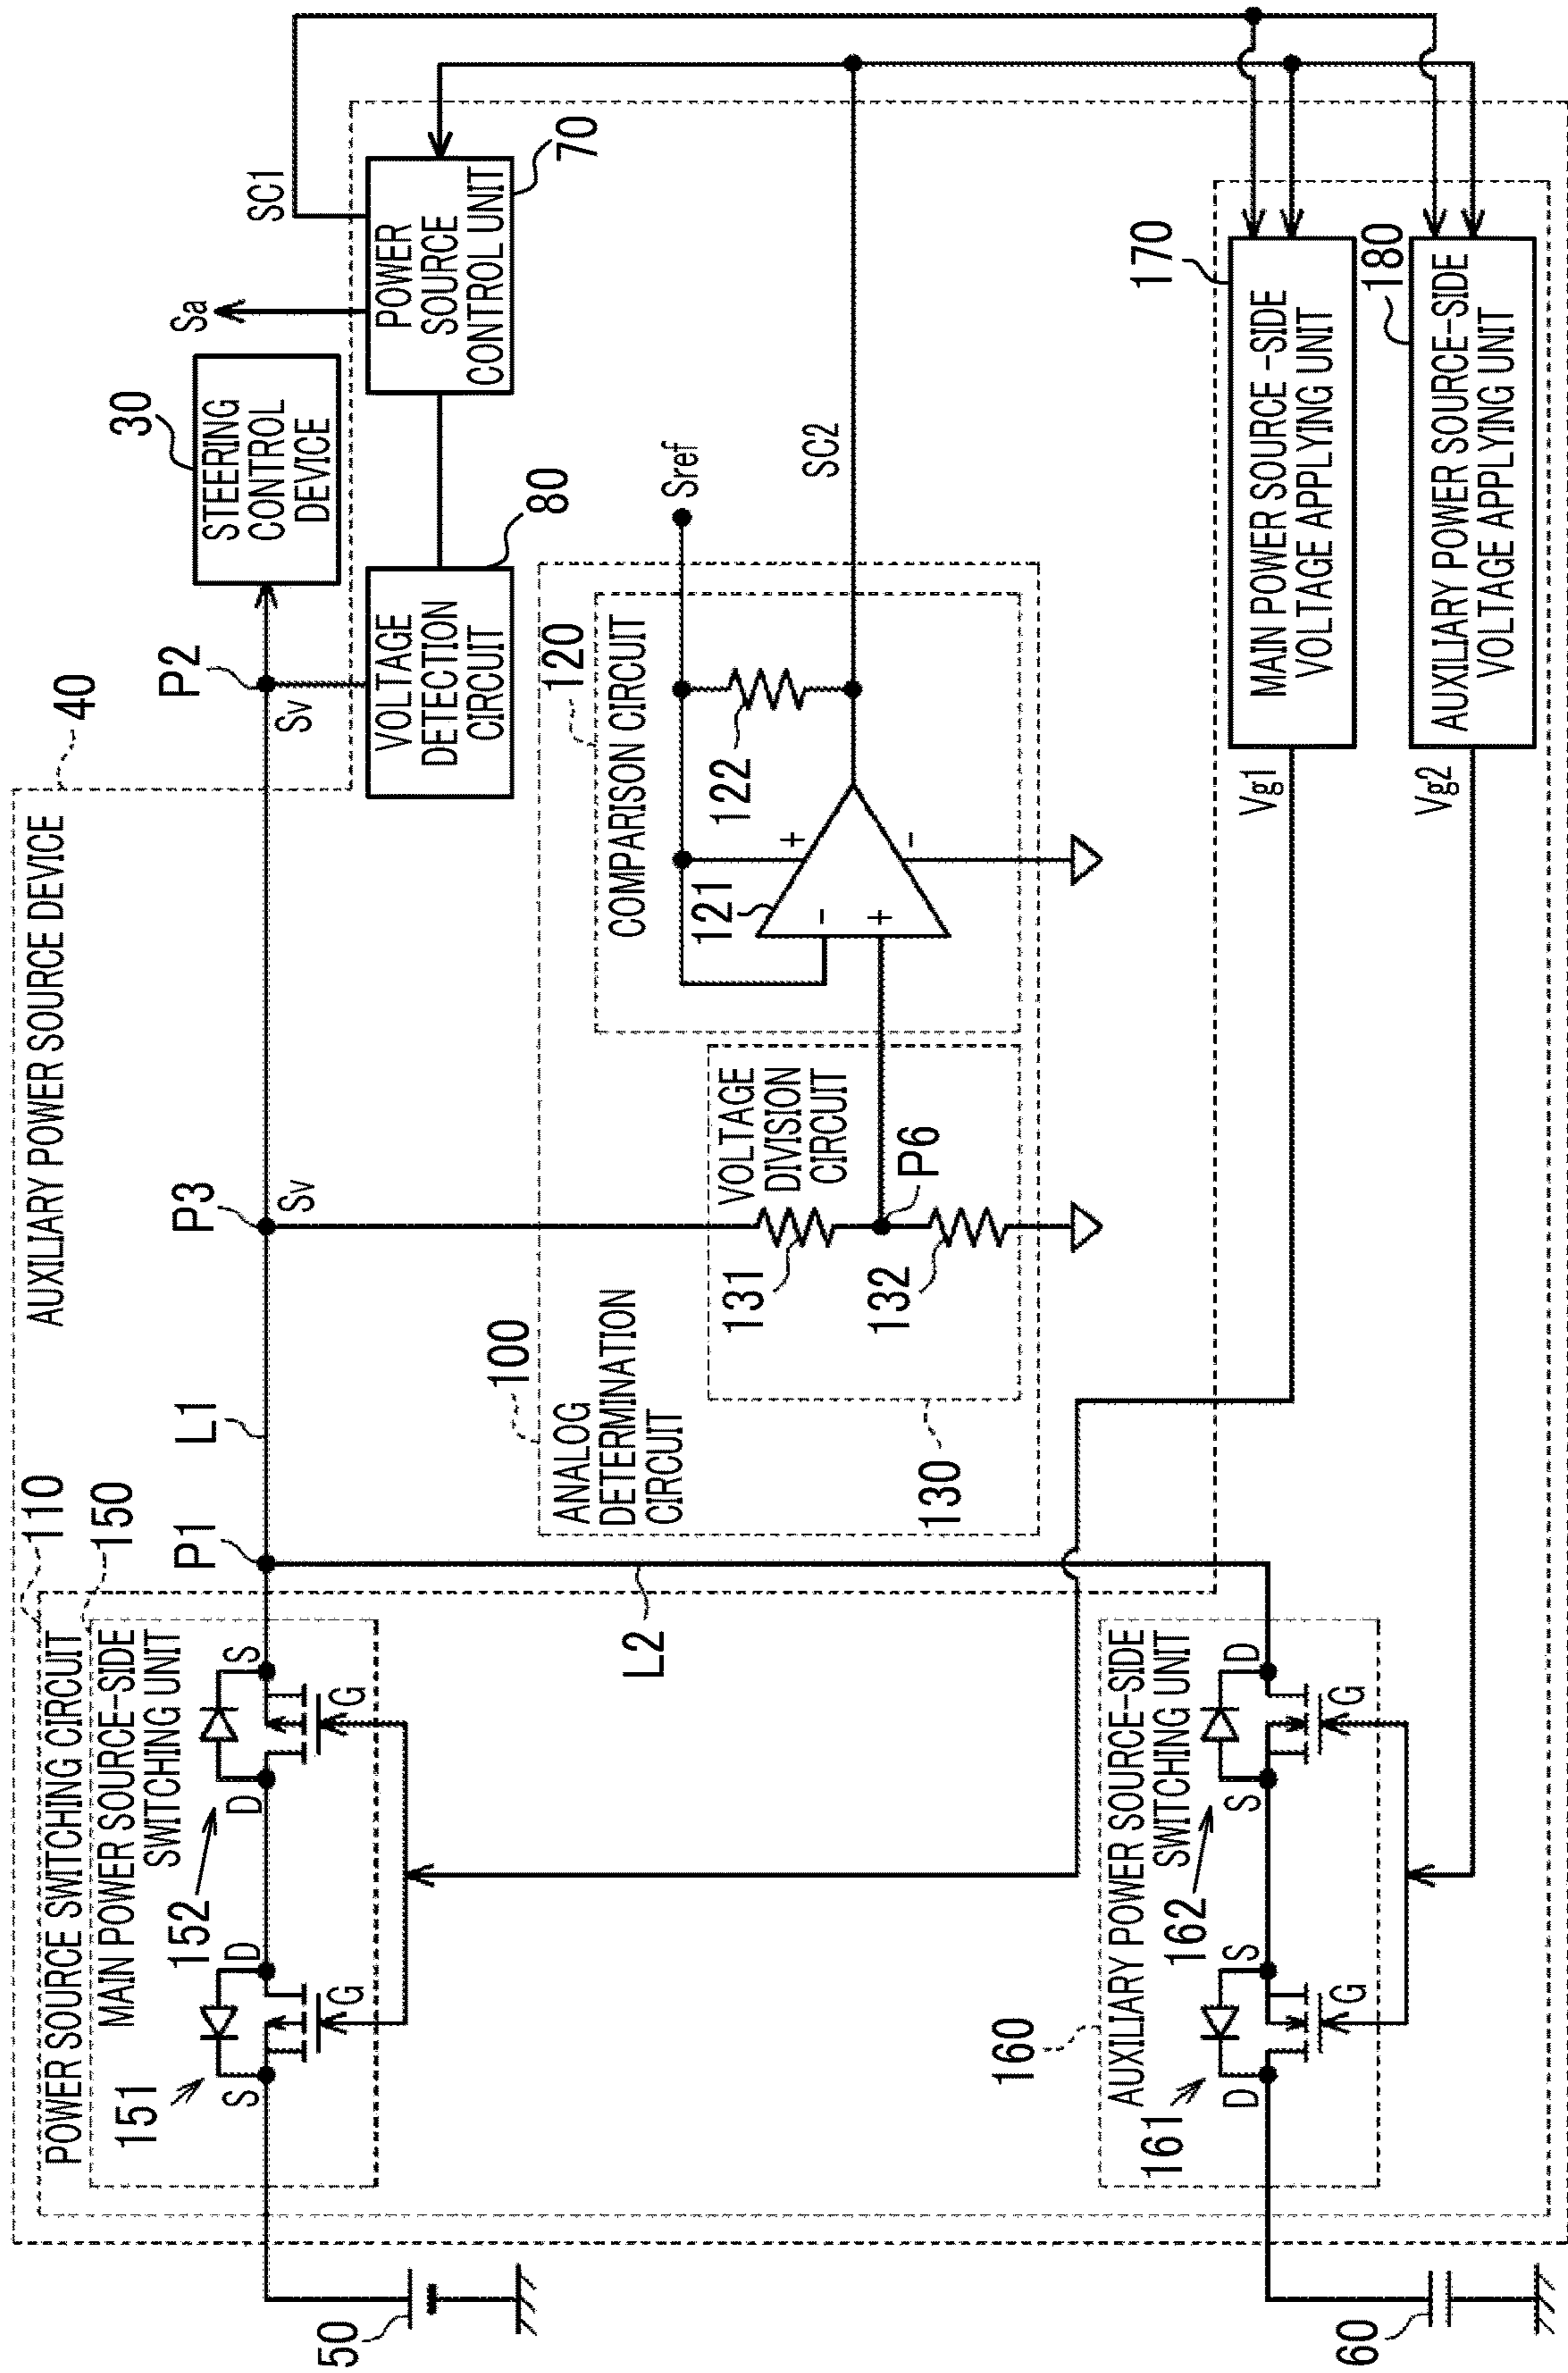 AUXILIARY POWER SOURCE DEVICE
40
110
POWER SOURCE SWITCHING CIRCUIT
150
MAIN POWER SOURCE-SIDE
SWITCHING UNIT
151
S
D
G
152
D
S
G
P1
L1
P3
Sv
P2
Sv
30
STEERING
CONTROL
DEVICE
Sa
SC1
POWER
SOURCE
CONTROL UNIT
70
VOLTAGE
DETECTION
CIRCUIT
80
50
L2
100
ANALOG
DETERMINATION
CIRCUIT
VOLTAGE
DIVISION
CIRCUIT
131
P6
132
130
120
COMPARISON CIRCUIT
121
-
+
+
-
122
Sref
SC2
160
AUXILIARY POWER SOURCE-SIDE
SWITCHING UNIT
161
D
S
G
162
S
D
G
60
Vg1
170
MAIN POWER SOURCE -SIDE
VOLTAGE APPLYING UNIT
Vg2
180
AUXILIARY POWER SOURCE-SIDE
VOLTAGE APPLYING UNIT